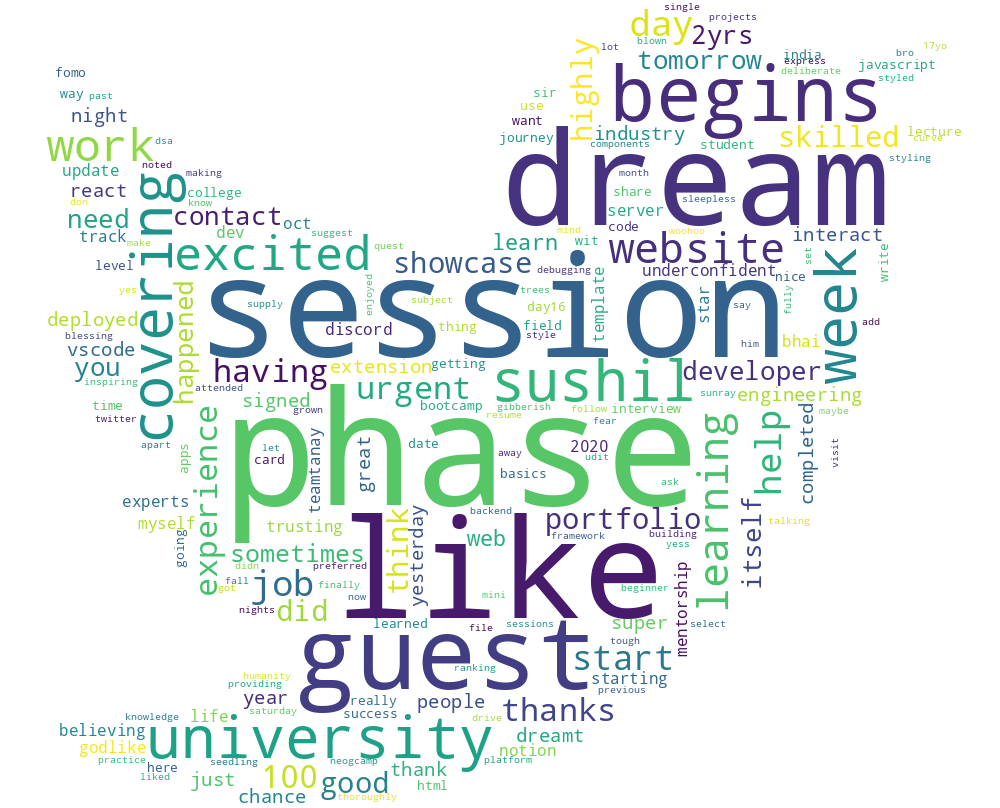 single
projects
day
2yrs
blown
lot
fomo
tomorrow
india
express
deliberate
bro
17yo
javascript
styled
highly
begins
way
past
night
sir
use
want
journey
industry
components
student
skilled
lecture
curve
styling
work
dsa
noted
making
update
react
college
know
covering
dream
month
sleepless
share
server
code
don
need
contact
oct
dev
suggest
track
make
level
excited
quest
learn
wit
mind
woohoo
website
interact
showcase
debugging
underconfident
nice
set
write
week
yes
blessing
deployed
happened
session
supply
enjoyed
subject
trees
day16
style
field
thing
template
star
say
fully
add
him
bhai
discord
vscode
you
inspiring
having
extension
getting
sushil
developer
sunray
engineering
maybe
attended
urgent
time
twitter
signed
grown
bootcamp
gibberish
resume
follow
fear
interview
apart
experience
phase
let
card
teamtanay
great
date
away
basics
2020
udit
ask
learning
help
completed
visit
apps
experts
myself
going
trusting
like
think
yesterday
backend
web
framework
portfolio
building
yess
itself
talking
sometimes
didn
got
fall
preferred
job
finally
now
mini
beginner
nights
did
learned
file
sessions
super
mentorship
select
tough
guest
ranking
start
starting
previous
humanity
providing
year
saturday
really
success
people
drive
thanks
knowledge
life
believing
godlike
university
dreamt
notion
practice
liked
here
seedling
neogcamp
platform
just
100
good
thank
html
chance
thoroughly